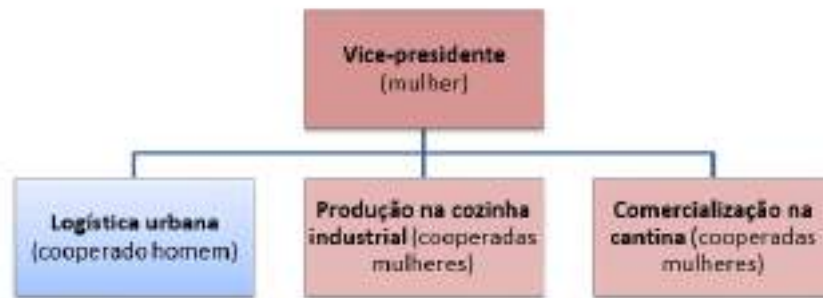 Vice-presidente
(mulher)
Logística urbana
(cooperado homem)
Produção na cozinha
industrial (cooperadas
mulheres)
Comercialização na
cantina (cooperadas
mulheres)